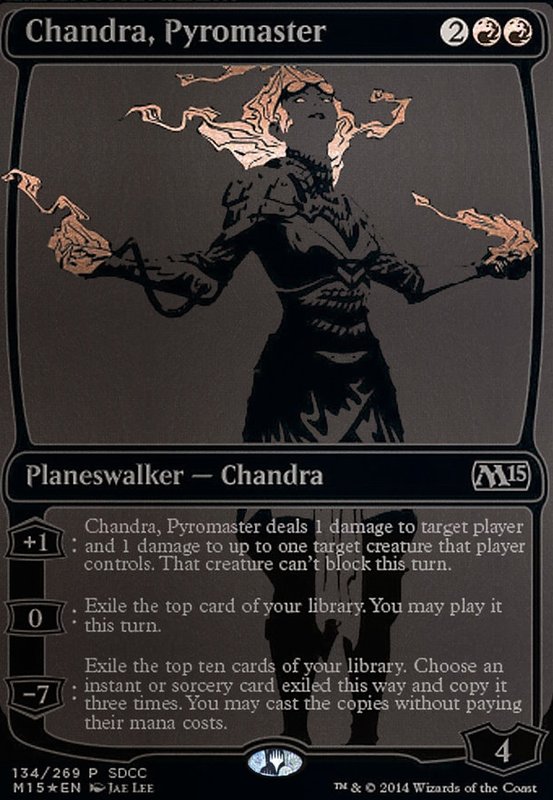 Chandra, Pyromaster 2
Planeswalker — Chandra M15
+1 : Chandra, Pyromaster deals 1 damage to target player
and 1 damage to up to one target creature that player
controls. That creature can't block this turn.
0 : Exile the top card of your library. You may play it
this turn.
-7 : Exile the top ten cards of your library. Choose an
instant or sorcery card exiled this way and copy it
three times. You may cast the copies without paying
their mana costs.
4
134/269 P SDCC
M15★EN Jae Lee
™ & © 2014 Wizards of the Coast